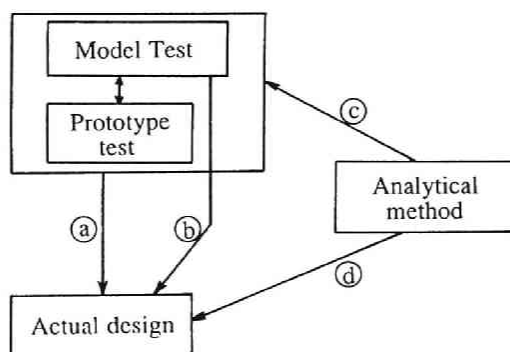 Model Test
Prototype
test
ⓒ
Analytical
method
ⓐ
ⓑ
ⓓ
Actual design